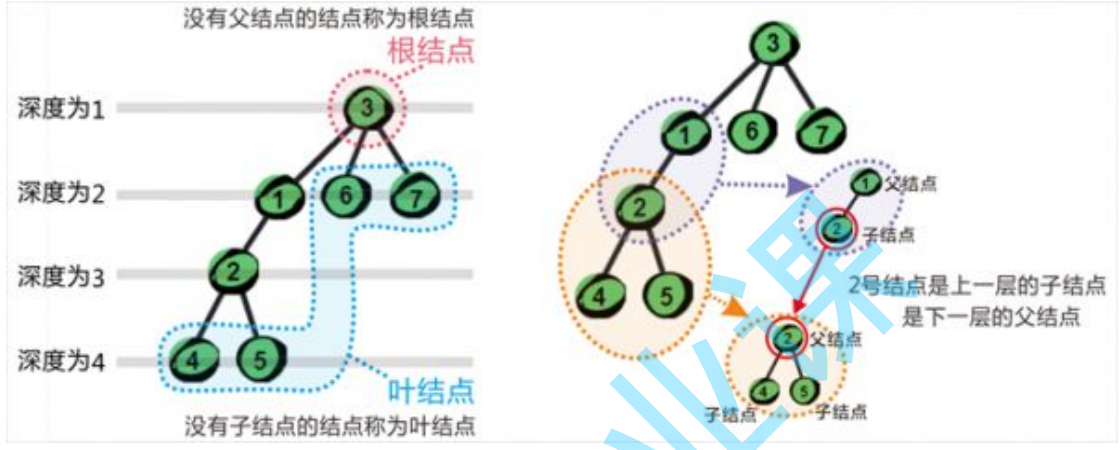 没有父结点的结点称为根结点
根结点
深度为1
3
深度为2
1
6
7
深度为3
2
深度为4
4
5
叶结点
没有子结点的结点称为叶结点
3
1
6
7
2
4
5
1
父结点
2
子结点
2号结点是上一层的子结点
是下一层的父结点
2
父结点
4
5
子结点
子结点
业课